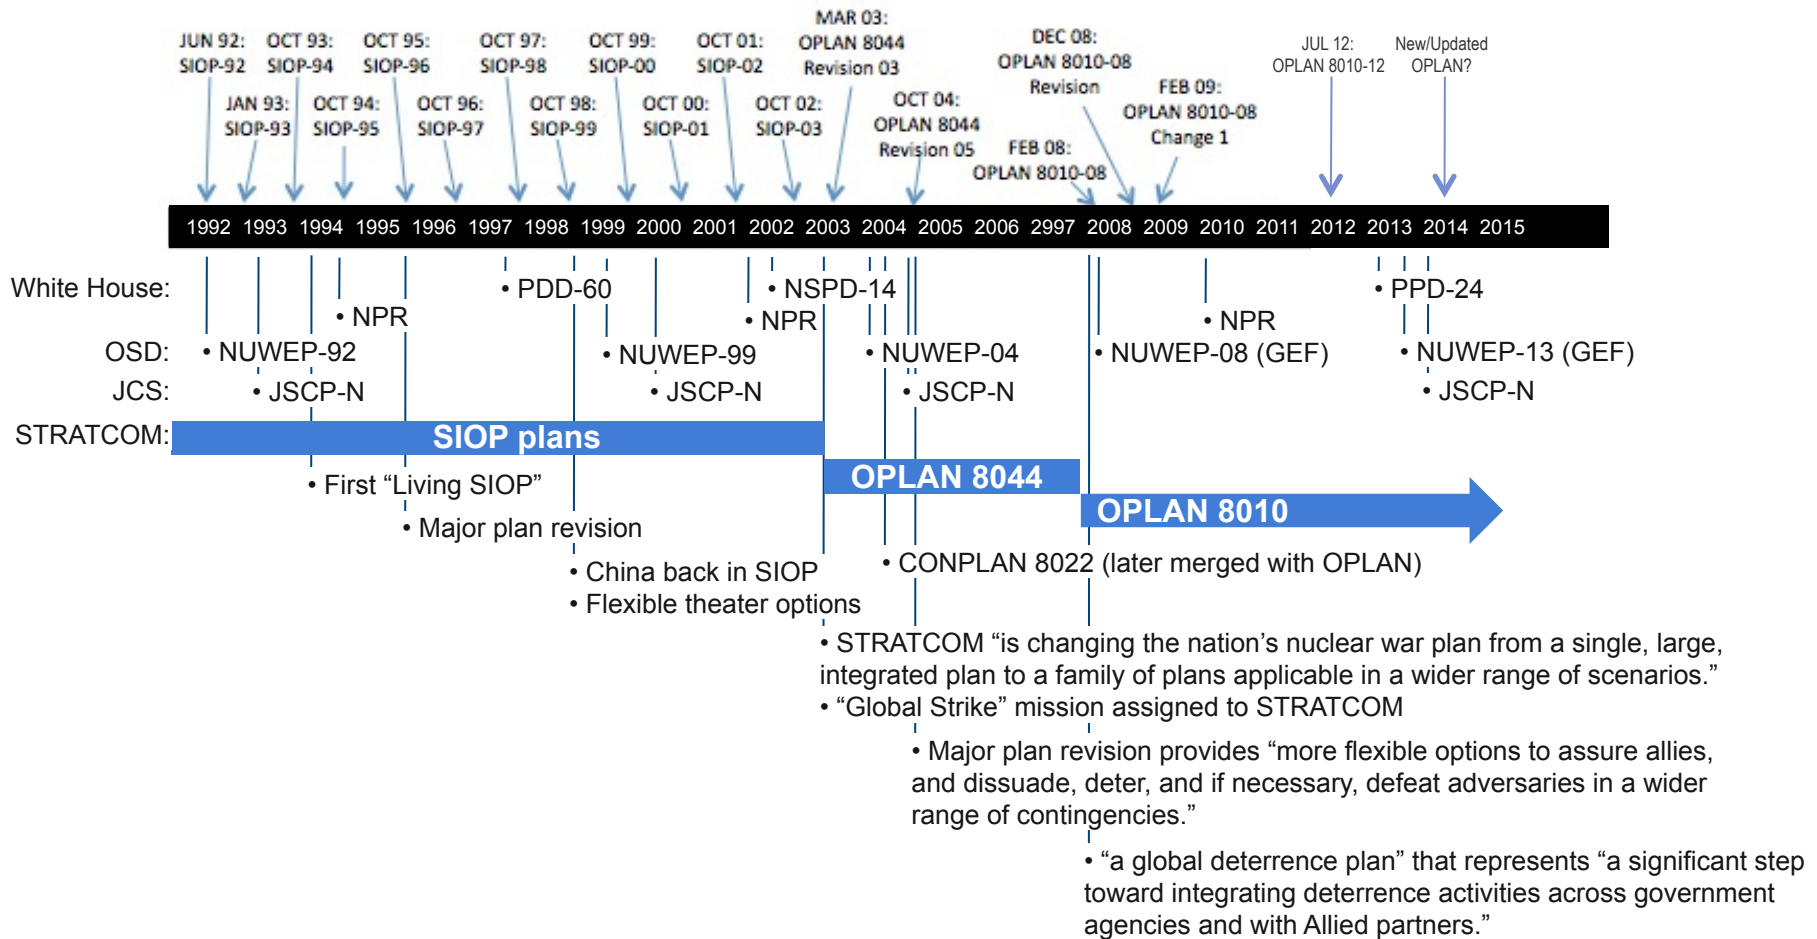 JUN 92:
SIOP-92
OCT 93:
SIOP-94
OCT 95:
SIOP-96
OCT 97:
SIOP-98
OCT 99:
SIOP-00
OCT 01:
SIOP-02
MAR 03:
OPLAN 8044
Revision 03
DEC 08:
OPLAN 8010-08
Revision
JUL 12:
OPLAN 8010-12
New/Updated
OPLAN?
JAN 93:
SIOP-93
OCT 94:
SIOP-95
OCT 96:
SIOP-97
OCT 98:
SIOP-99
OCT 00:
SIOP-01
OCT 02:
SIOP-03
OCT 04:
OPLAN 8044
Revision 05
FEB 08:
OPLAN 8010-08
FEB 09:
OPLAN 8010-08
Change 1
1992 1993 1994 1995 1996 1997 1998 1999 2000 2001 2002 2003 2004 2005 2006 2997 2008 2009 2010 2011 2012 2013 2014 2015
White House:
• PDD-60
• NSPD-14
• PPD-24
• NPR
• NPR
• NPR
OSD:
• NUWEP-92
• NUWEP-99
• NUWEP-04
• NUWEP-08 (GEF)
• NUWEP-13 (GEF)
JCS:
• JSCP-N
• JSCP-N
• JSCP-N
• JSCP-N
STRATCOM:
SIOP plans
OPLAN 8044
OPLAN 8010
• First “Living SIOP”
• Major plan revision
• China back in SIOP
• Flexible theater options
• CONPLAN 8022 (later merged with OPLAN)
• STRATCOM “is changing the nation’s nuclear war plan from a single, large,
integrated plan to a family of plans applicable in a wider range of scenarios.”
• “Global Strike” mission assigned to STRATCOM
• Major plan revision provides “more flexible options to assure allies,
and dissuade, deter, and if necessary, defeat adversaries in a wider
range of contingencies.”
• “a global deterrence plan” that represents “a significant step
toward integrating deterrence activities across government
agencies and with Allied partners.”